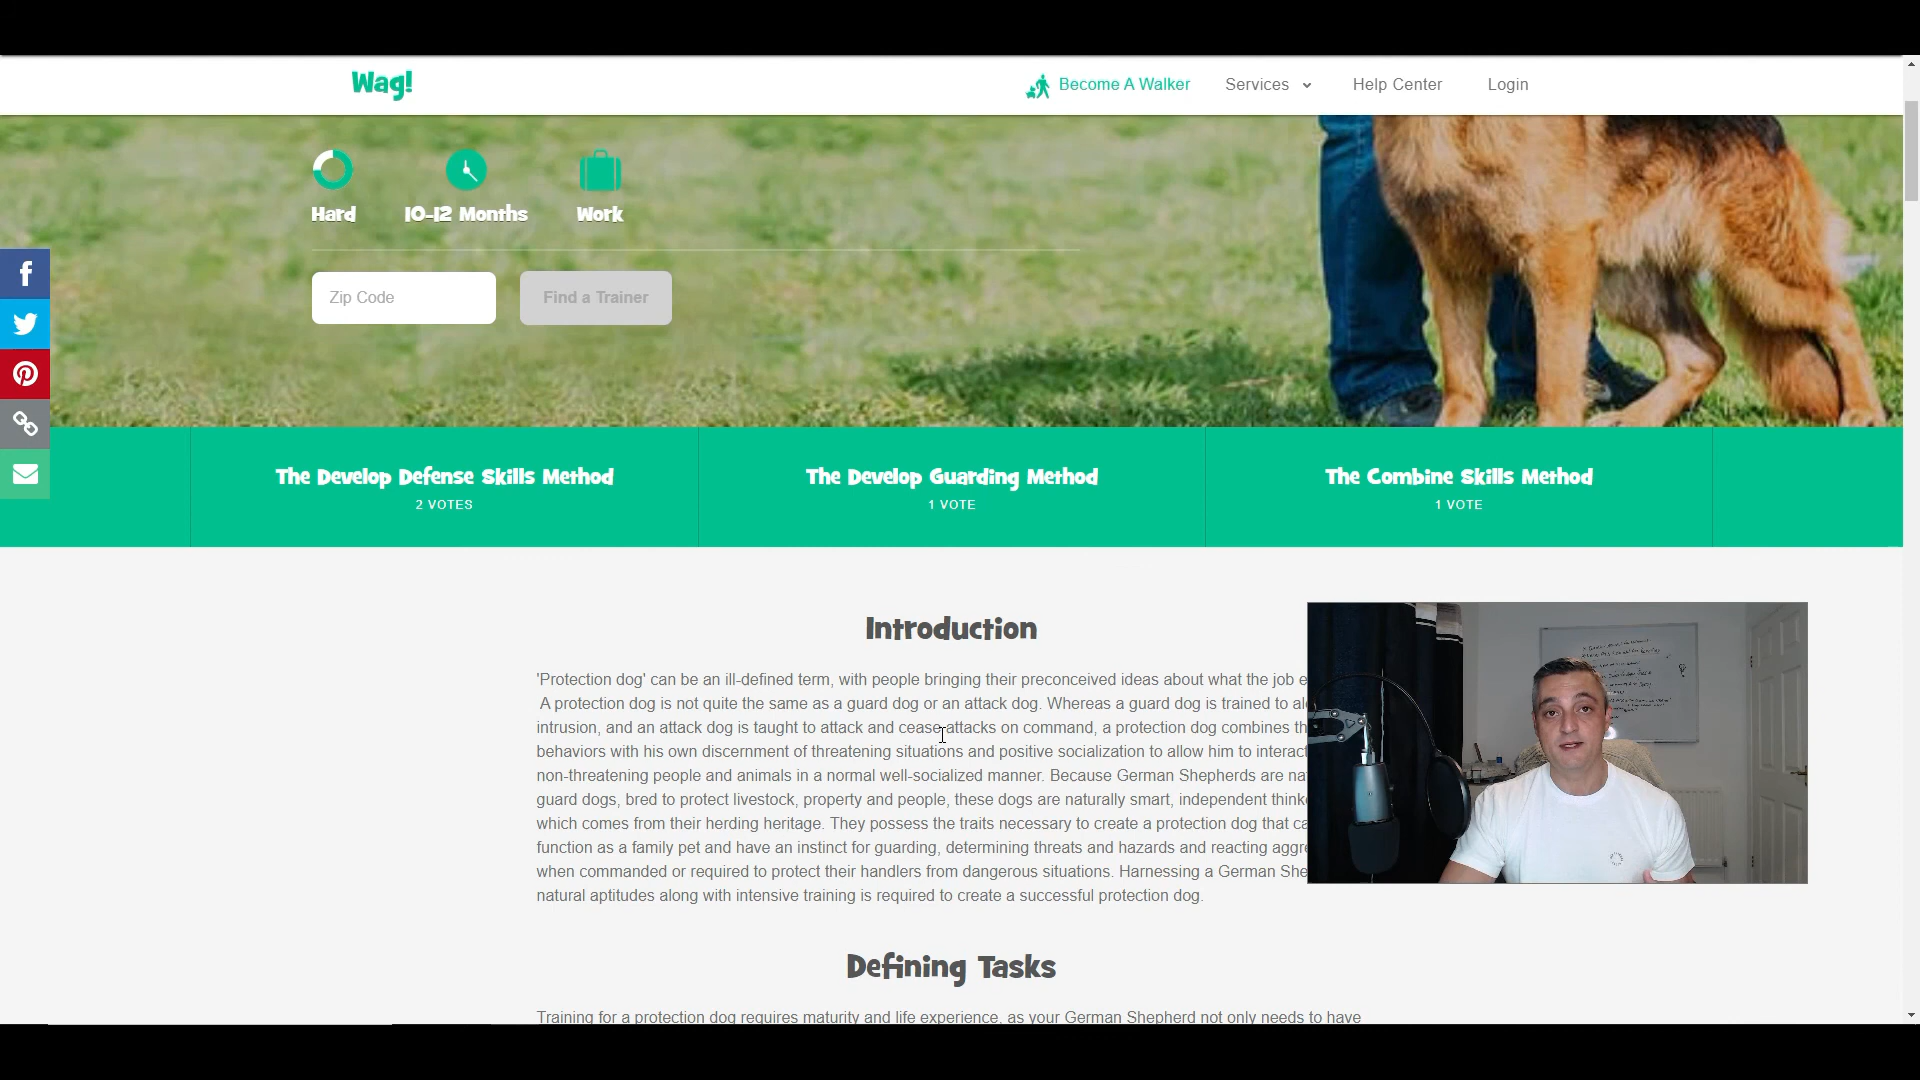 Wag!
Become A Walker
Services
Help Center
Login
Hard
10-12 Months
Work
Zip Code
Find a Trainer
The Develop Defense Skills Method
2 VOTES
The Develop Guarding Method
1 VOTE
The Combine Skills Method
1 VOTE
Introduction
'Protection dog' can be an ill-defined term, with people bringing their preconceived ideas about what the job
A protection dog is not quite the same as a guard dog or an attack dog. Whereas a guard dog is trained to
intrusion, and an attack dog is taught to attack and cease attacks on command, a protection dog combines
behaviors with his own discernment of threatening situations and positive socialization to allow him to interact
non-threatening people and animals in a normal well-socialized manner. Because German Shepherds are
guard dogs, bred to protect livestock, property and people, these dogs are naturally smart, independent
which comes from their herding heritage. They possess the traits necessary to create a protection dog that
function as a family pet and have an instinct for guarding, determining threats and hazards and reacting
when commanded or required to protect their handlers from dangerous situations. Harnessing a German
natural aptitudes along with intensive training is required to create a successful protection dog.
Defining Tasks
Training for a protection dog requires maturity and life experience, as your German Shepherd not only needs to have